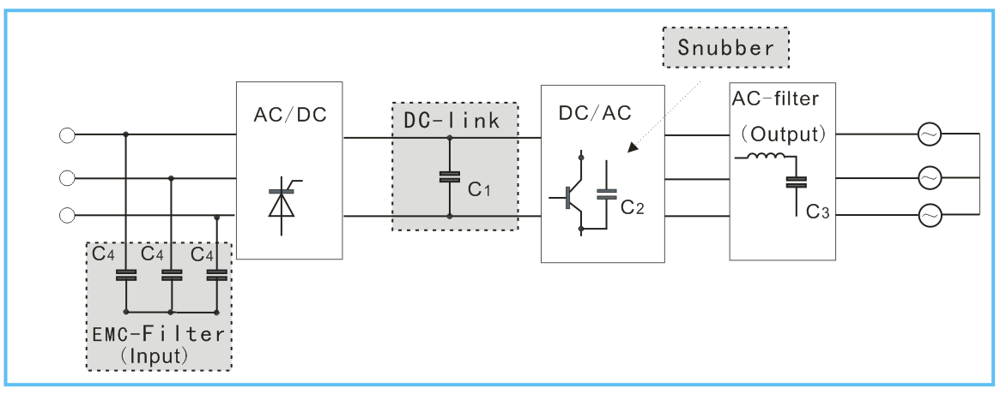 Snubber
AC/DC
DC-link
DC/AC
AC-filter
(Output)
C1
C2
C3
C4 C4 C4
EMC-Filter
(Input)